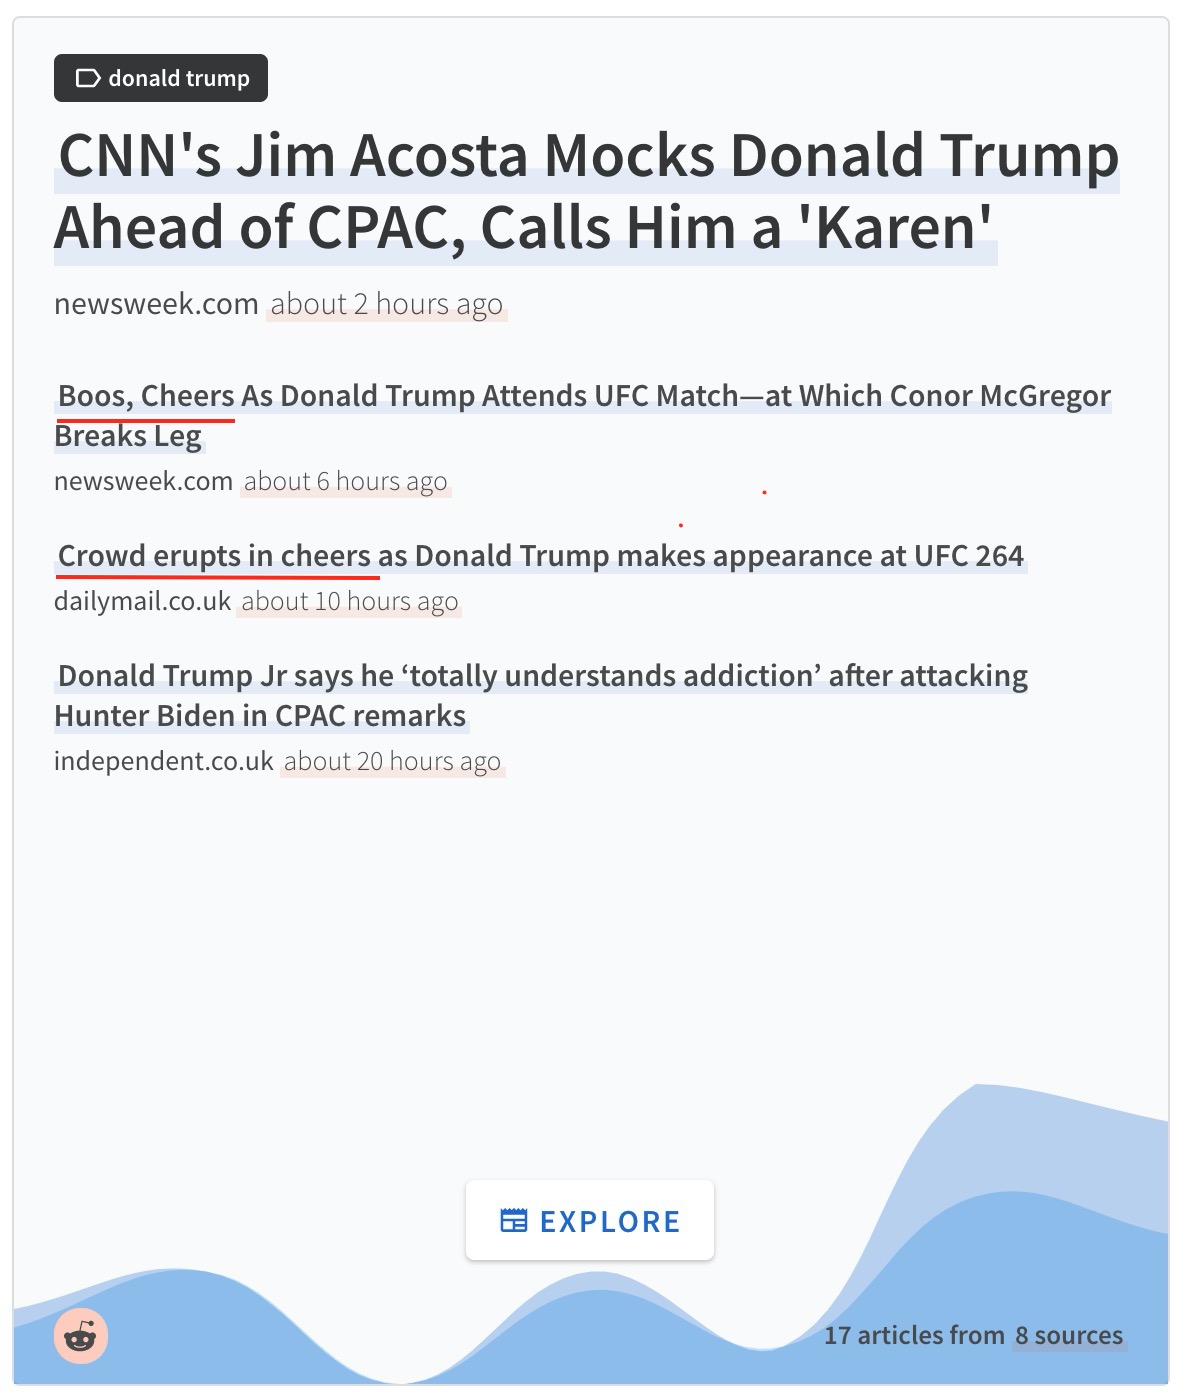 donald trump
CNN's Jim Acosta Mocks Donald Trump
Ahead of CPAC, Calls Him a 'Karen'
newsweek.com about 2 hours ago
Boos, Cheers As Donald Trump Attends UFC Match—at Which Conor McGregor
Breaks Leg
newsweek.com about 6 hours ago
Crowd erupts in cheers as Donald Trump makes appearance at UFC 264
dailymail.co.uk about 10 hours ago
Donald Trump Jr says he ‘totally understands addiction’ after attacking
Hunter Biden in CPAC remarks
independent.co.uk about 20 hours ago
EXPLORE
17 articles from 8 sources